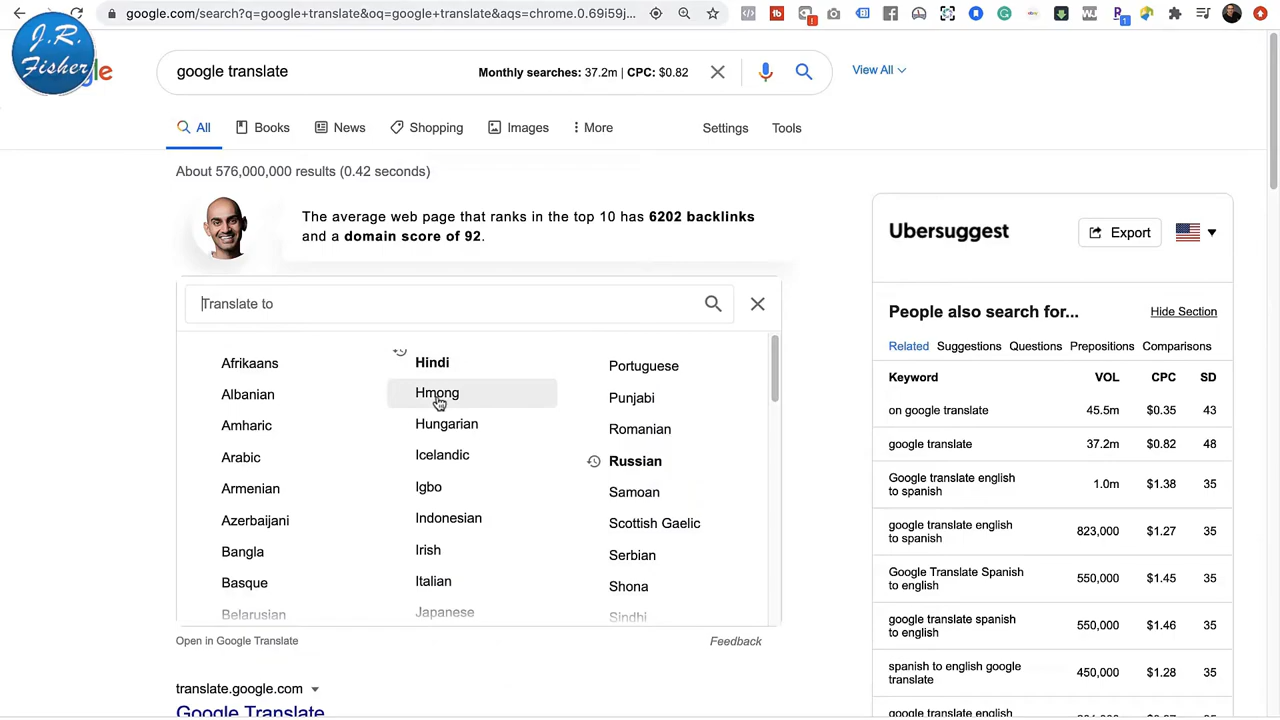 google.com/search?q=google+translate&oq=google+translate&aqs=chrome.0.69i59j...
J.R.
Fisher
google translate
Monthly searches: 37.2m | CPC: $0.82
View All
All
Books
News
Shopping
Images
More
Settings
Tools
About 576,000,000 results (0.42 seconds)
The average web page that ranks in the top 10 has 6202 backlinks
and a domain score of 92.
Translate to
Afrikaans
Albanian
Amharic
Arabic
Armenian
Azerbaijani
Bangla
Basque
Belarusian
Hindi
Hmong
Hungarian
Icelandic
Igbo
Indonesian
Irish
Italian
Japanese
Portuguese
Punjabi
Romanian
Russian
Samoan
Scottish Gaelic
Serbian
Shona
Sindhi
Open in Google Translate
Feedback
translate.google.com
Google Translate
Ubersuggest
Export
People also search for...
Hide Section
Related Suggestions Questions Prepositions Comparisons
Keyword VOL CPC SD
on google translate 45.5m $0.35 43
google translate 37.2m $0.82 48
Google translate english
to spanish 1.0m $1.38 35
google translate english
to spanish 823,000 $1.27 35
Google Translate Spanish
to english 550,000 $1.45 35
google translate spanish
to english 550,000 $1.46 35
spanish to english google
translate 450,000 $1.28 35
google translate english